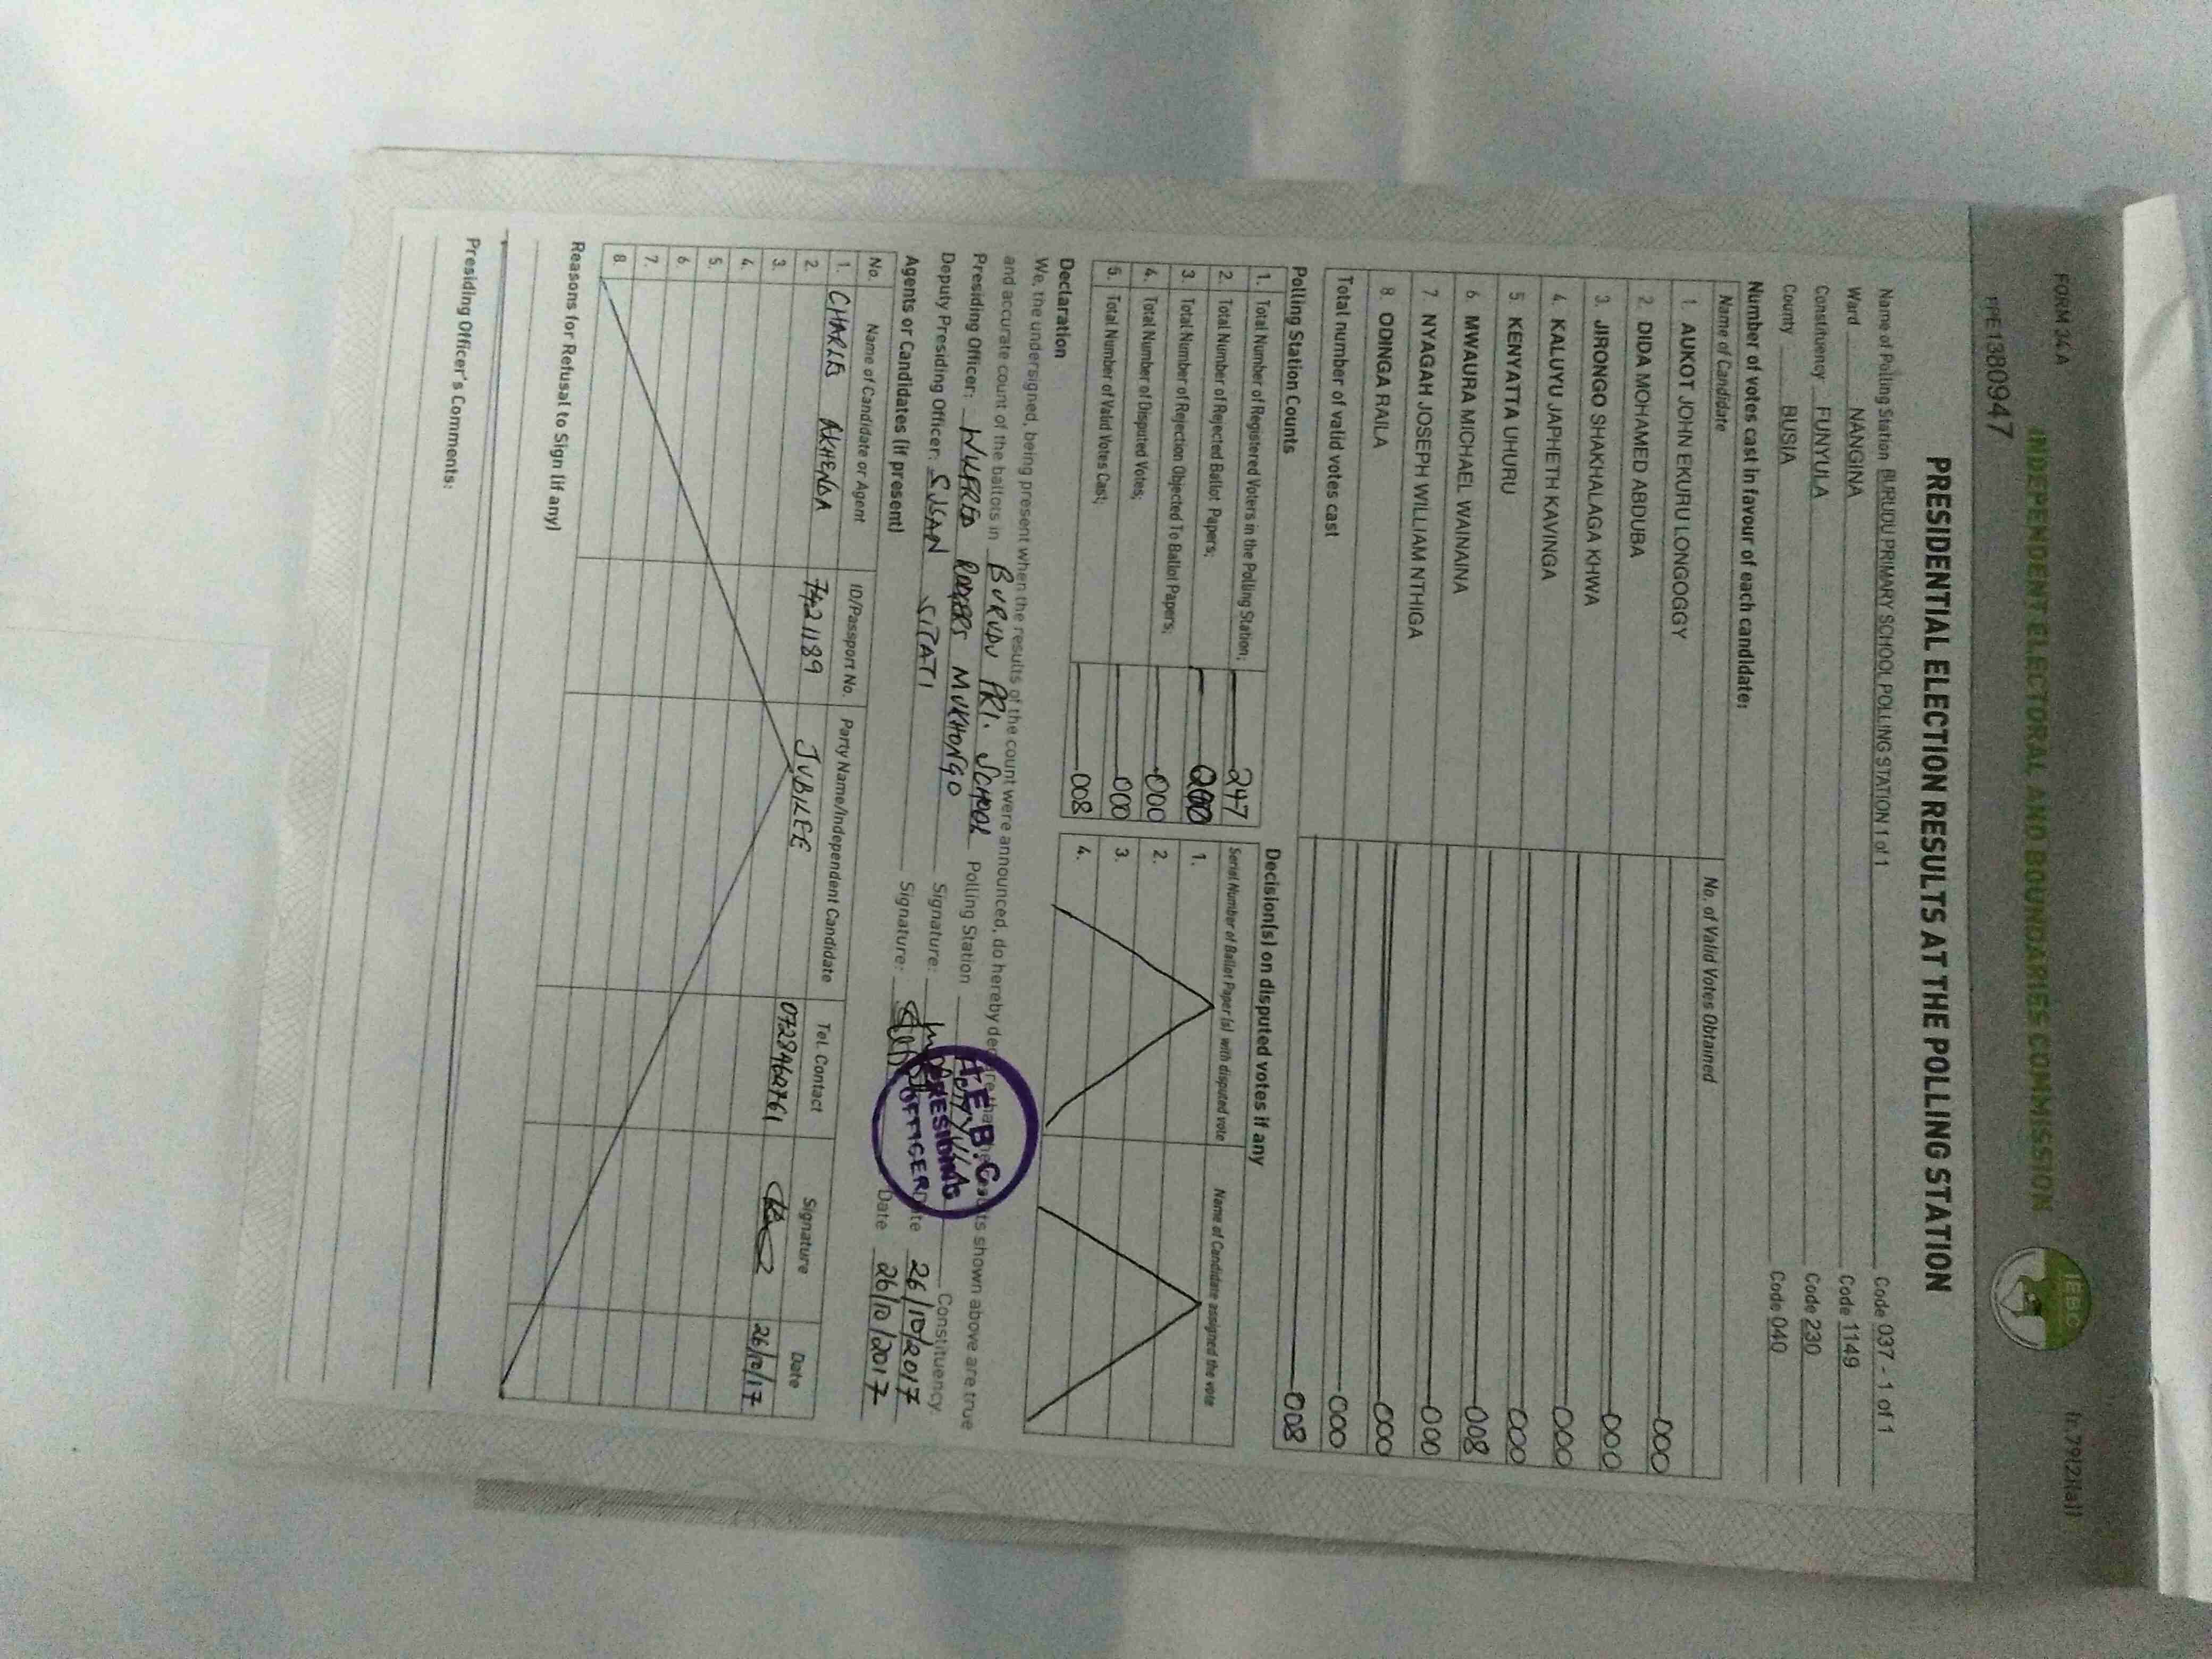 FORM 34A
(r.79(2)(a))
INDEPENDENT ELECTORAL AND BOUNDARIES COMMISSION
IEBC
PPE1380947
PRESIDENTIAL ELECTION RESULTS AT THE POLLING STATION
Name of Polling Station BURUDU PRIMARY SCHOOL POLLING STATION 1 of 1 Code 037 - 1 of 1
Ward NANGINA Code 1149
Constituency FUNYULA Code 230
County BUSIA Code 040
Number of votes cast in favour of each candidate:
Name of Candidate No. of Valid Votes Obtained
1. AUKOT JOHN EKURU LONGOGGY 000
2. DIDA MOHAMED ABDUBA 000
3. JIRONGO SHAKHALAGA KHWA 000
4. KALUYU JAPHETH KAVINGA 000
5. KENYATTA UHURU 008
6. MWAURA MICHAEL WAINAINA 000
7. NYAGAH JOSEPH WILLIAM NTHIGA 000
8. ODINGA RAILA 000
Total number of valid votes cast 008
Polling Station Counts
1. Total Number of Registered Voters in the Polling Station; 247
2. Total Number of Rejected Ballot Papers;
3. Total Number of Rejection Objected To Ballot Papers; 000
4. Total Number of Disputed Votes; 000
5. Total Number of Valid Votes Cast; 008
Decision(s) on disputed votes if any
Serial Number of Ballot Paper (s) with disputed vote Name of Candidate assigned the vote
1.
2.
3.
4.
Declaration
We, the undersigned, being present when the results of the count were announced, do hereby declare that the results shown above are true
and accurate count of the ballots in BURUDU PRI. SCHOOL Polling Station Constituency.
Presiding Officer: MUKHONGO Signature: Date 26/10/2017
Deputy Presiding Officer: SUSAN SITATI Signature: Date 26/10/2017
I.E.B.C
PRESIDING
OFFICER
Agents or Candidates (if present)
No. Name of Candidate or Agent ID/Passport No. Party Name/Independent Candidate Tel. Contact Signature Date
1. CHARLES AKHENDA 7421189 JUBILEE 0728462761 26/10/17
2.
3.
4.
5.
6.
7.
8.
Reasons for Refusal to Sign (if any)
Presiding Officer's Comments: